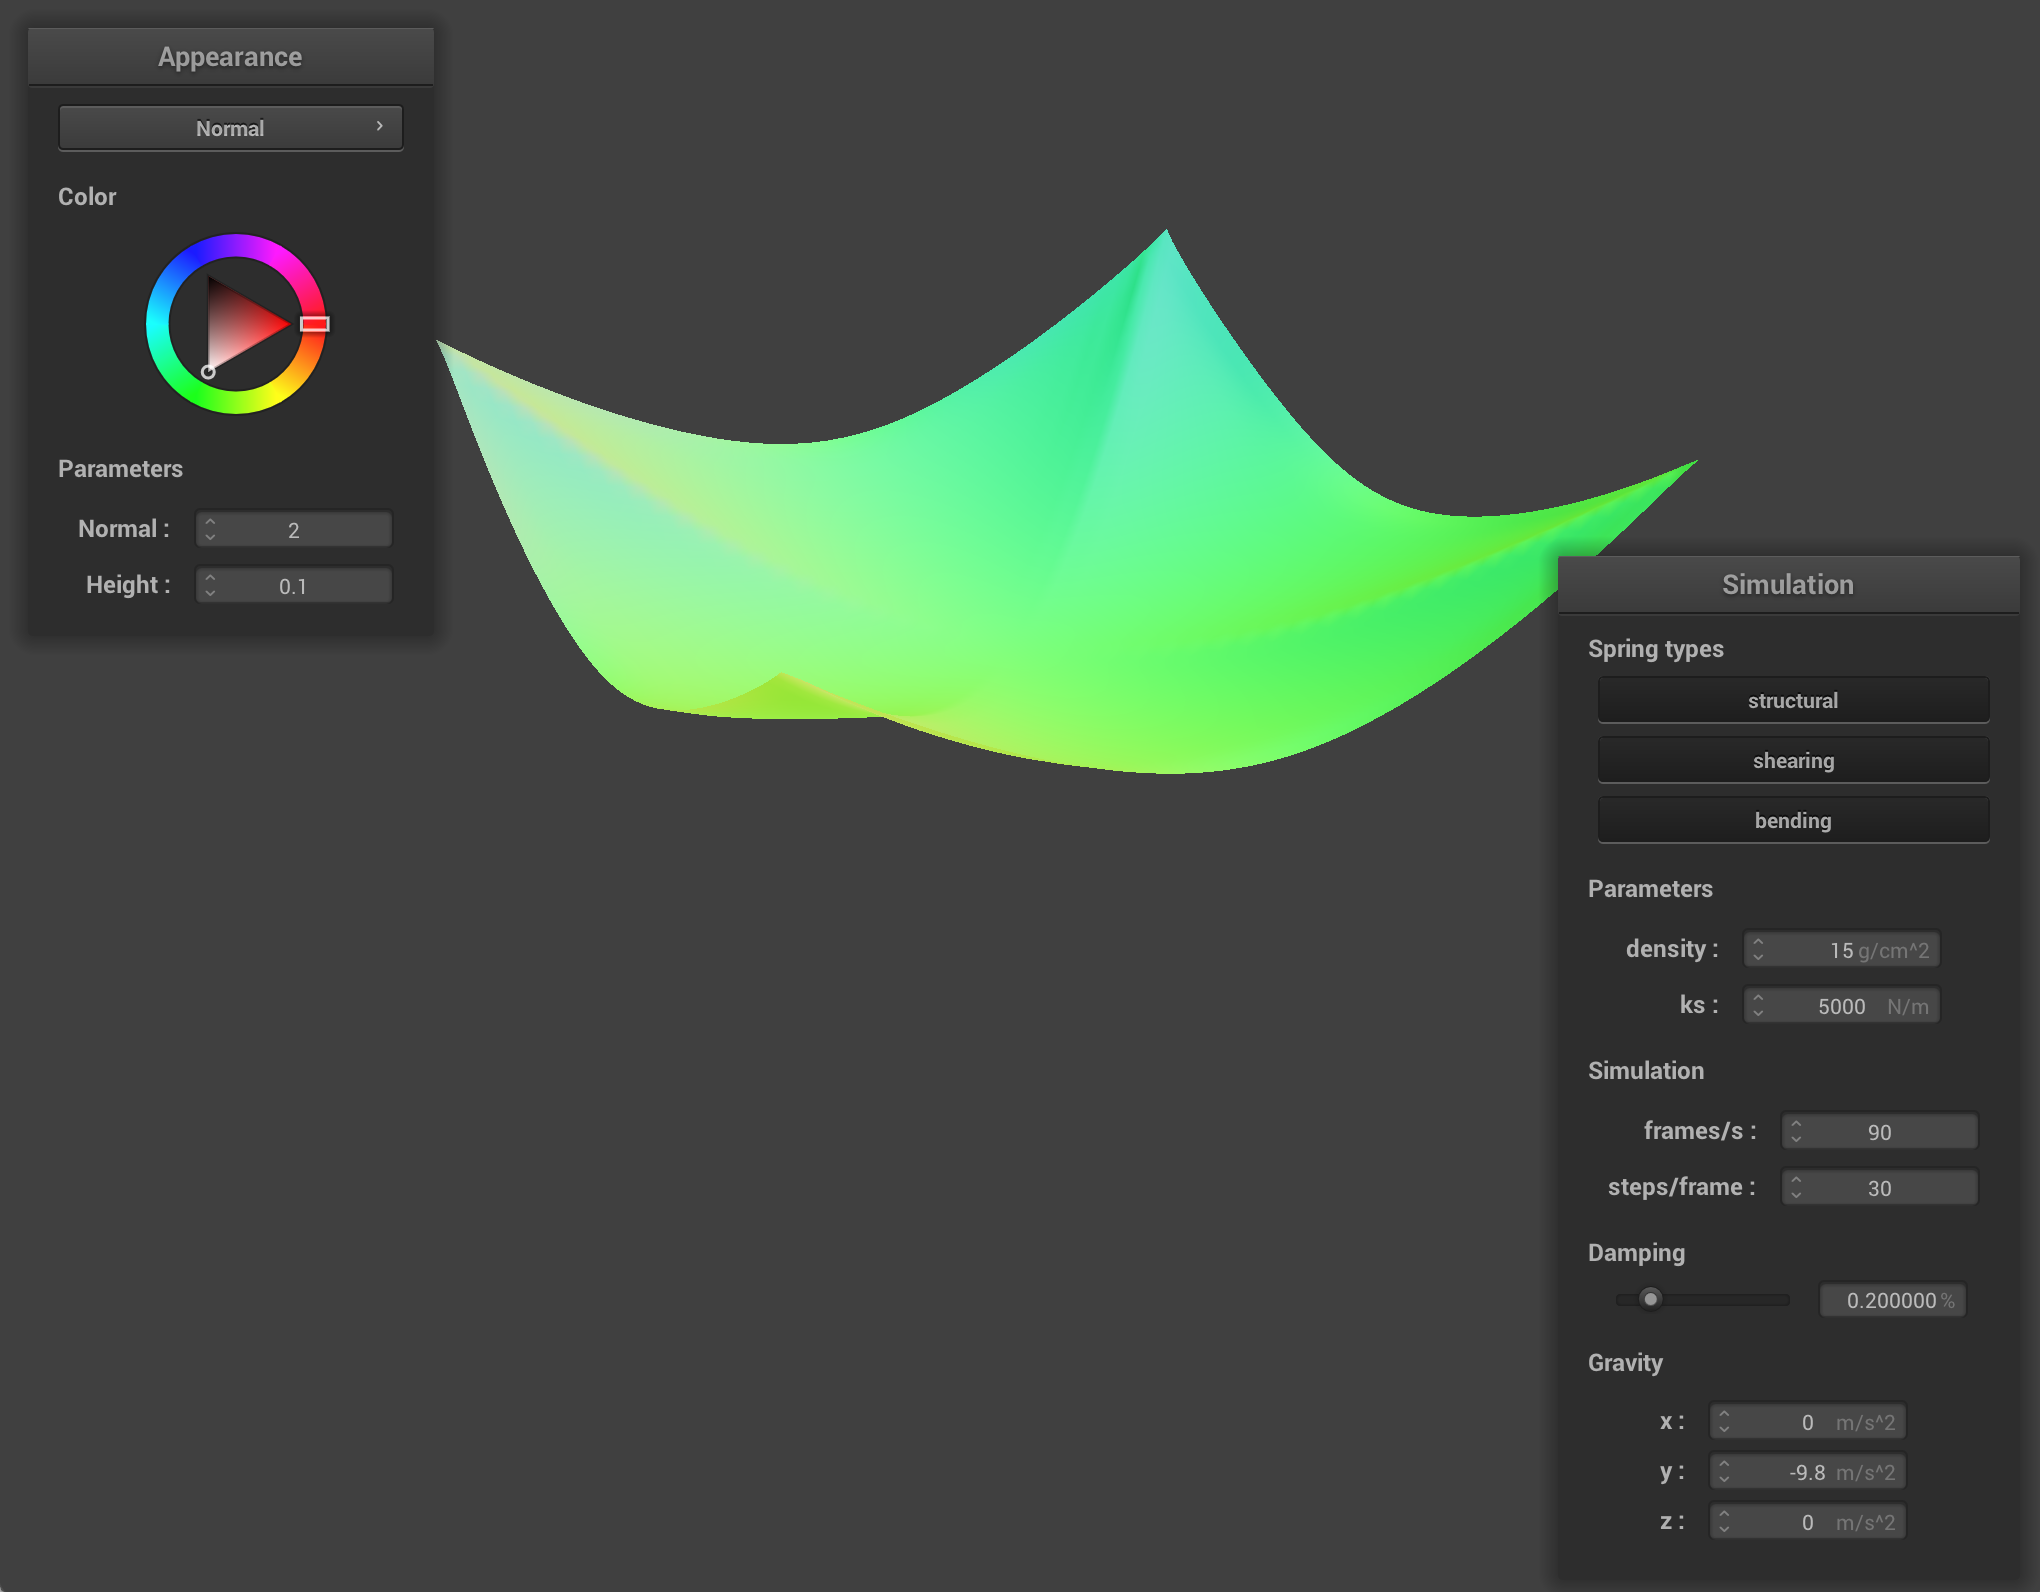 Appearance
Normal
Color
Parameters
Normal : 2
Height : 0.1
Simulation
Spring types
structural
shearing
bending
Parameters
density : 15 g/cm^2
ks : 5000 N/m
Simulation
frames/s : 90
steps/frame : 30
Damping
0.200000 %
Gravity
x : 0 m/s^2
y : -9.8 m/s^2
z : 0 m/s^2